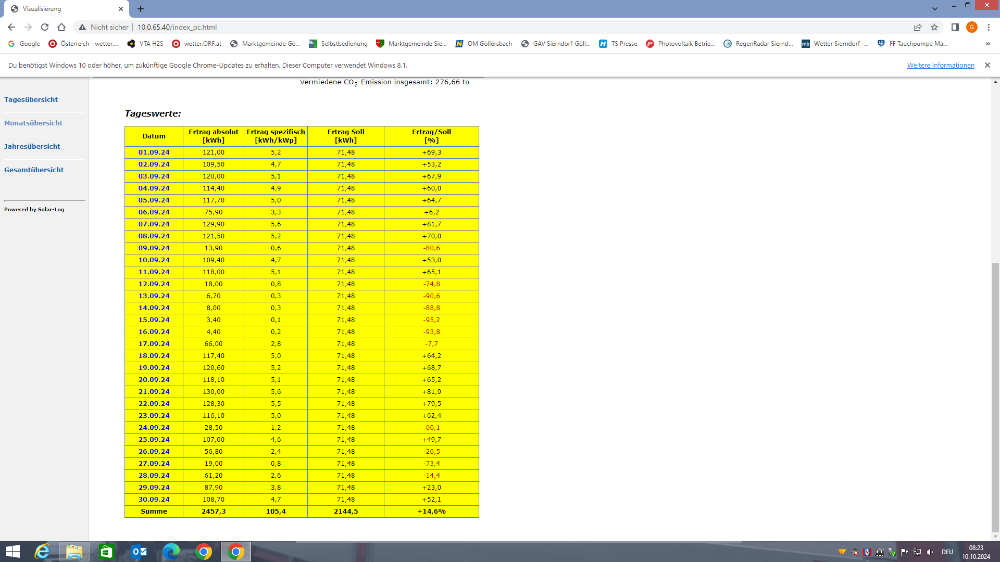 Visualisierung
Nicht sicher 10.0.65.40/index_pc.html
G
Google Österreich - wetter.... VTA H2S wetter.ORF.at Marktgemeinde Gö... Selbstbedienung Marktgemeinde Sie... OM Göllersbach GAV Sierndorf-Göll... TS Presse Photovoltaik Betrie... RegenRadar Siernd... Wetter Sierndorf -... FF Tauchpumpe Ma... »
Du benötigst Windows 10 oder höher, um zukünftige Google Chrome-Updates zu erhalten. Dieser Computer verwendet Windows 8.1. Weitere Informationen
Vermiedene CO2-Emission insgesamt: 276,66 to
Tagesübersicht
Monatsübersicht
Jahresübersicht
Gesamtübersicht
Powered by Solar-Log
Tageswerte:
Datum Ertrag absolut [kWh] Ertrag spezifisch [kWh/kWp] Ertrag Soll [kWh] Ertrag/Soll [%]
01.09.24 121,00 5,2 71,48 +69,3
02.09.24 109,50 4,7 71,48 +53,2
03.09.24 120,00 5,1 71,48 +67,9
04.09.24 114,40 4,9 71,48 +60,0
05.09.24 117,70 5,0 71,48 +64,7
06.09.24 75,90 3,3 71,48 +6,2
07.09.24 129,90 5,6 71,48 +81,7
08.09.24 121,50 5,2 71,48 +70,0
09.09.24 13,90 0,6 71,48 -80,6
10.09.24 109,40 4,7 71,48 +53,0
11.09.24 118,00 5,1 71,48 +65,1
12.09.24 18,00 0,8 71,48 -74,8
13.09.24 6,70 0,3 71,48 -90,6
14.09.24 8,00 0,3 71,48 -88,8
15.09.24 3,40 0,1 71,48 -95,2
16.09.24 4,40 0,2 71,48 -93,8
17.09.24 66,00 2,8 71,48 -7,7
18.09.24 117,40 5,0 71,48 +64,2
19.09.24 120,60 5,2 71,48 +68,7
20.09.24 118,10 5,1 71,48 +65,2
21.09.24 130,00 5,6 71,48 +81,9
22.09.24 128,30 5,5 71,48 +79,5
23.09.24 116,10 5,0 71,48 +62,4
24.09.24 28,50 1,2 71,48 -60,1
25.09.24 107,00 4,6 71,48 +49,7
26.09.24 56,80 2,4 71,48 -20,5
27.09.24 19,00 0,8 71,48 -73,4
28.09.24 61,20 2,6 71,48 -14,4
29.09.24 87,90 3,8 71,48 +23,0
30.09.24 108,70 4,7 71,48 +52,1
Summe 2457,3 105,4 2144,5 +14,6%
DEU
08:23
10.10.2024